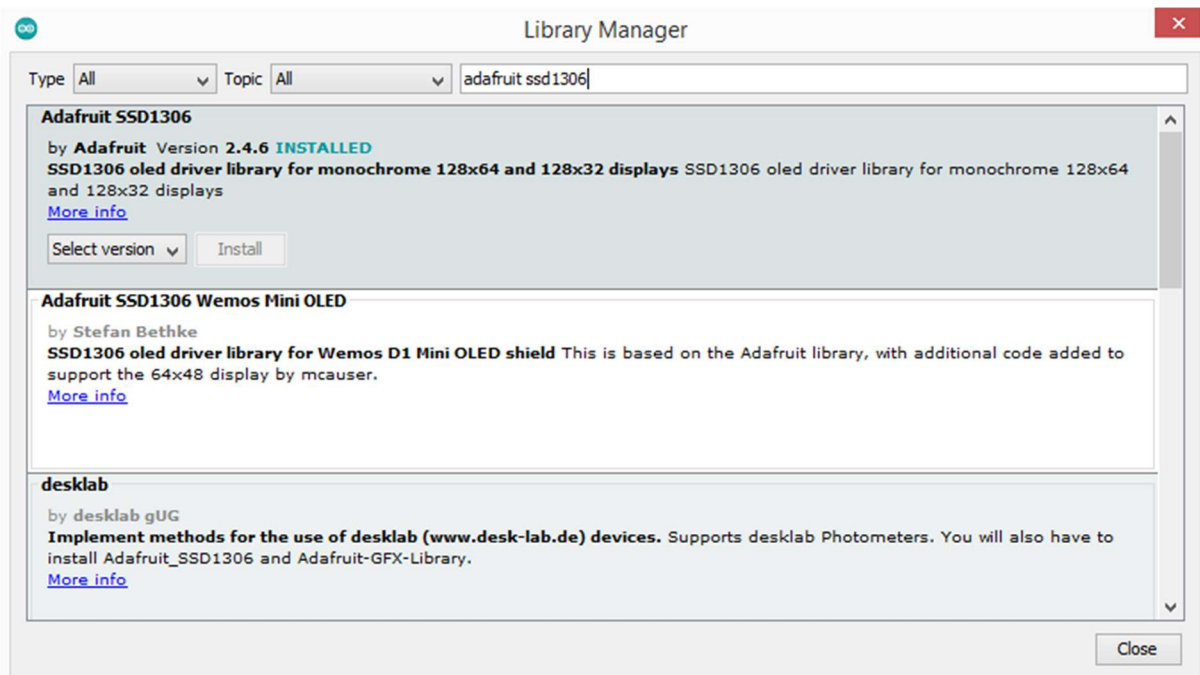 Library Manager
Type All Topic All adafruit ssd1306
Adafruit SSD1306
by Adafruit Version 2.4.6 INSTALLED
SSD1306 oled driver library for monochrome 128x64 and 128x32 displays SSD1306 oled driver library for monochrome 128x64
and 128x32 displays
More info
Select version Install
Adafruit SSD1306 Wemos Mini OLED
by Stefan Bethke
SSD1306 oled driver library for Wemos D1 Mini OLED shield This is based on the Adafruit library, with additional code added to
support the 64x48 display by mcauser.
More info
desklab
by desklab gUG
Implement methods for the use of desklab (www.desk-lab.de) devices. Supports desklab Photometers. You will also have to
install Adafruit_SSD1306 and Adafruit-GFX-Library.
More info
Close